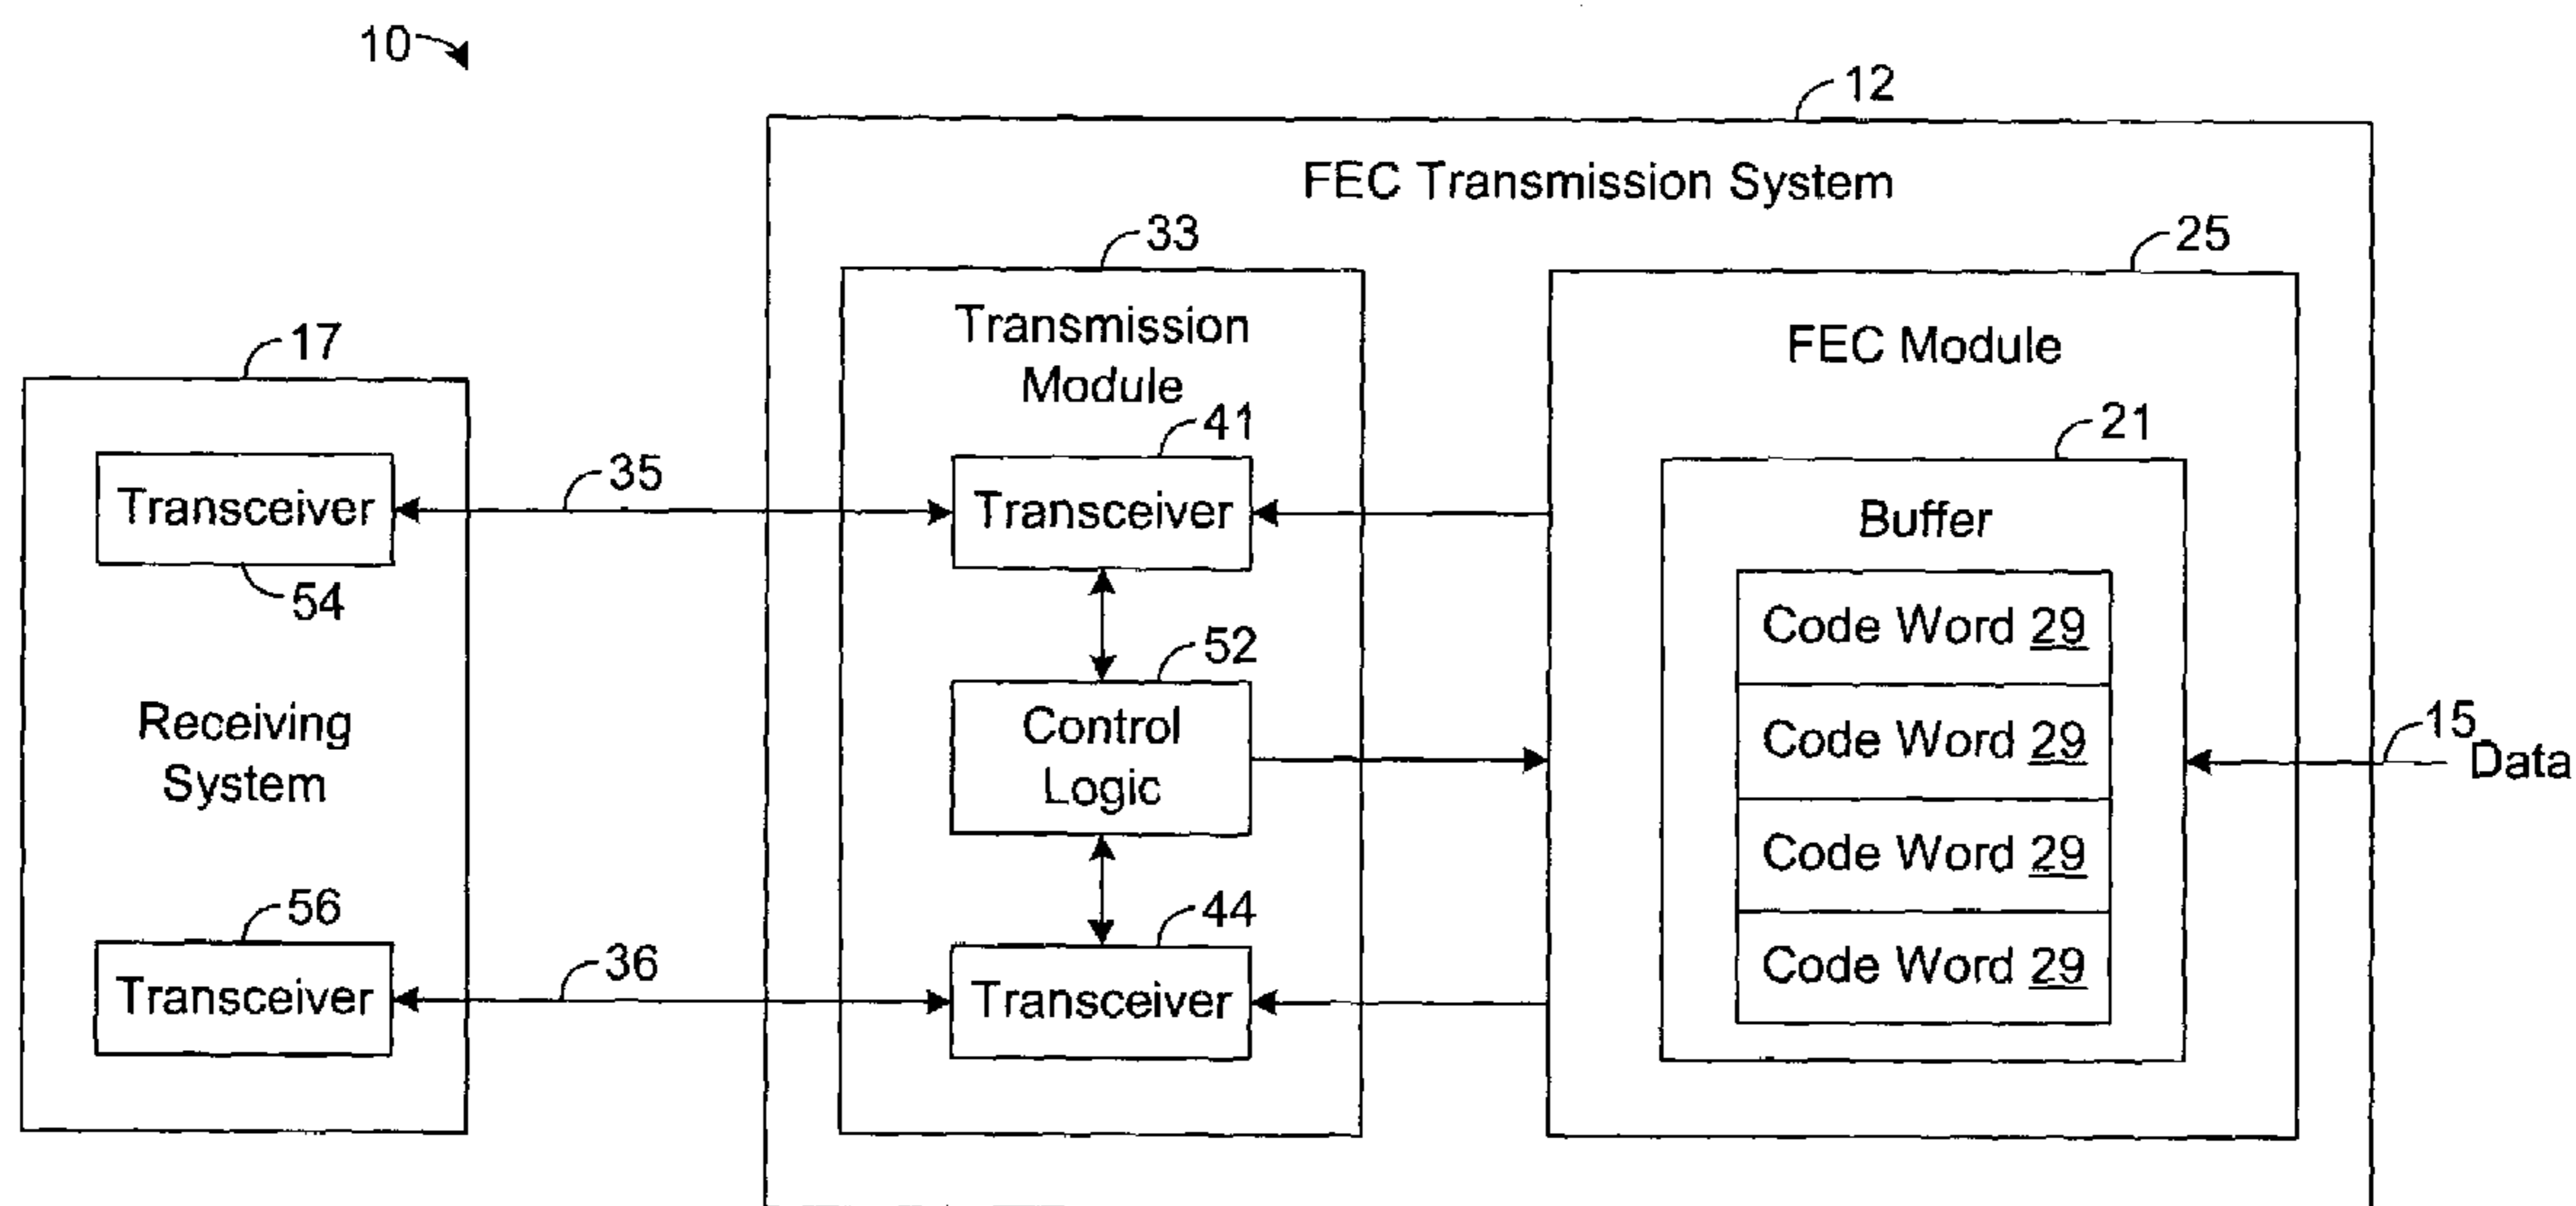 10
12
FEC Transmission System
33
25
Transmission
Module
FEC Module
17
41
21
35
Transceiver
Transceiver
Buffer
54
Code Word 29
52
Receiving
System
Control
Logic
Code Word 29
15
Data
Code Word 29
56
44
36
Code Word 29
Transceiver
Transceiver